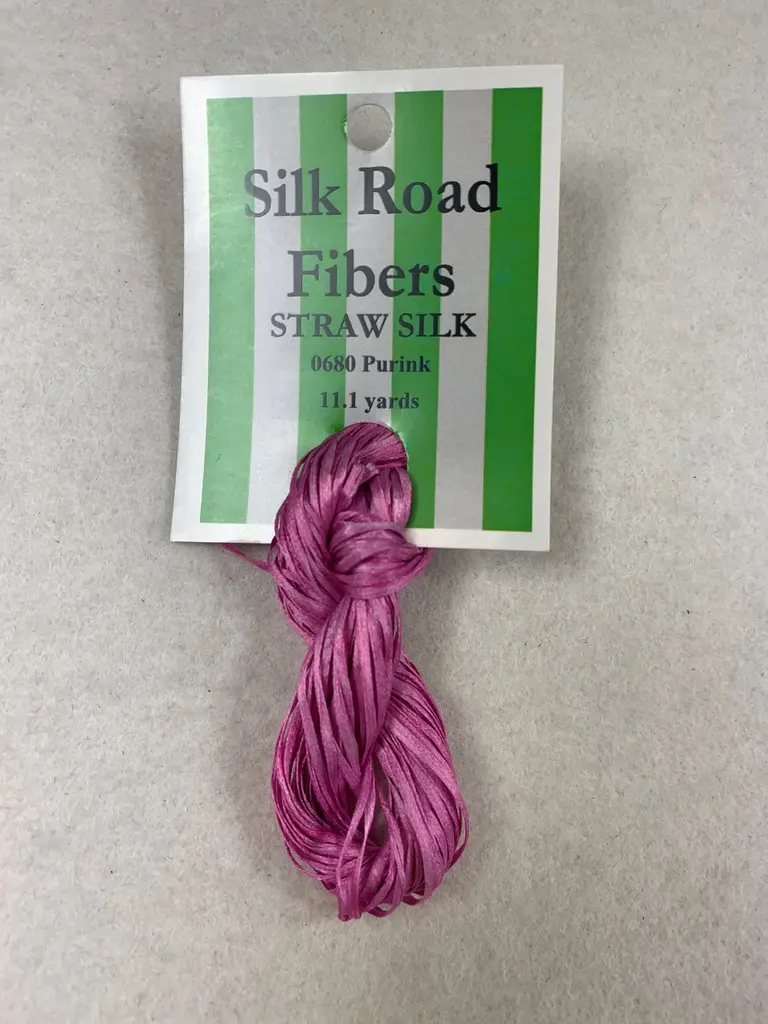 Silk Road
Fibers
STRAW SILK
0680 Purink
11.1 yards